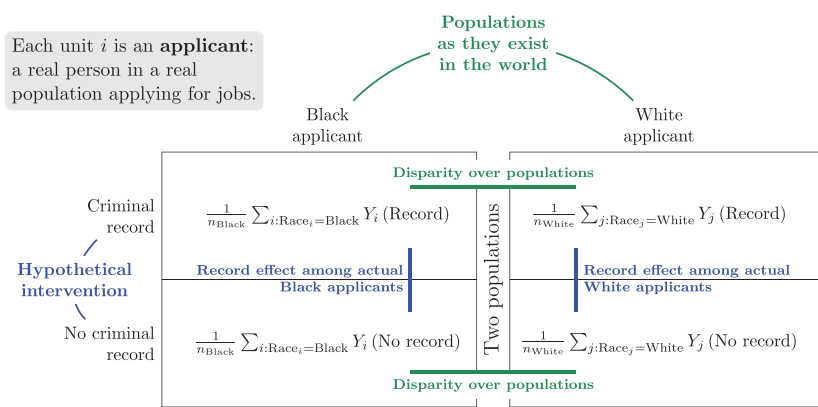 Populations
as they exist
in the world
Each unit i is an applicant:
a real person in a real
population applying for jobs.
Black
applicant
White
applicant
Disparity over populations
Criminal
record
1/n_Black ∑_{i:Race_i=Black} Y_i (Record)
1/n_White ∑_{j:Race_j=White} Y_j (Record)
Two populations
Hypothetical
intervention
Record effect among actual
Black applicants
Record effect among actual
White applicants
No criminal
record
1/n_Black ∑_{i:Race_i=Black} Y_i (No record)
1/n_White ∑_{j:Race_j=White} Y_j (No record)
Disparity over populations